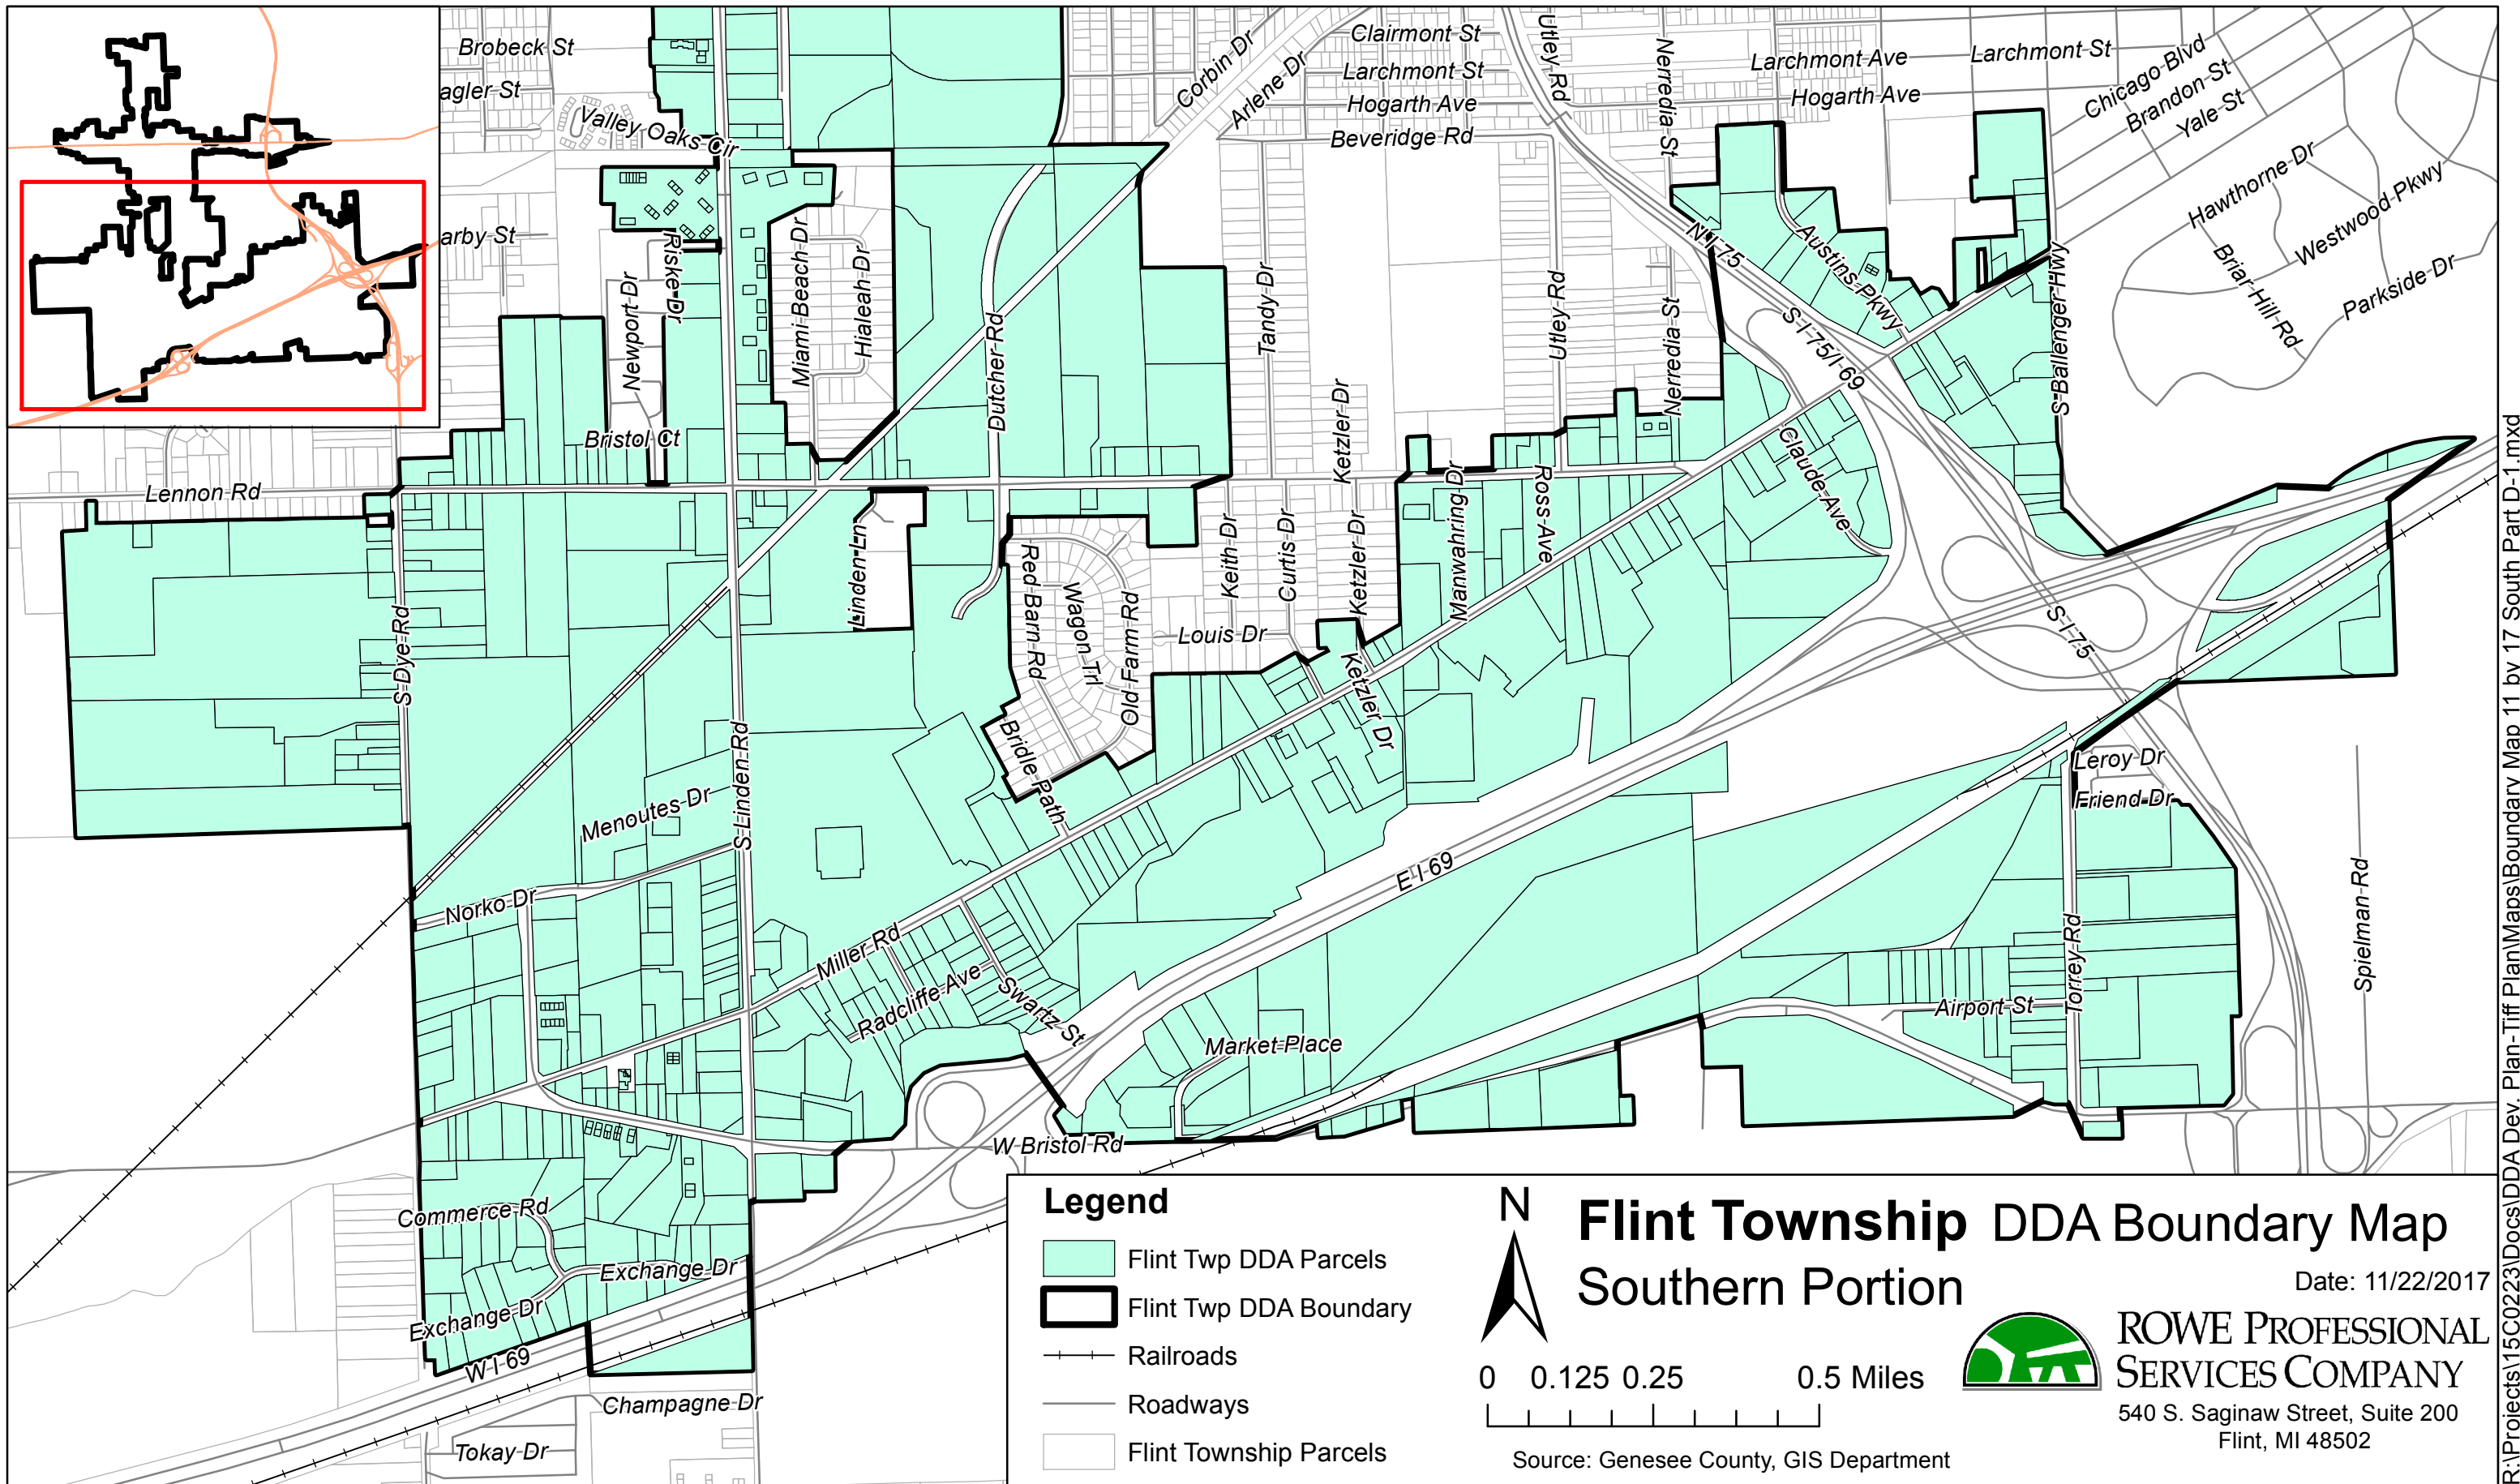 Brobeck St
agler St
Valley Oaks Cir
arby St
Corbin Dr
Arlene Dr
Clairmont St
Larchmont St
Hogarth Ave
Beveridge Rd
Utley Rd
Nerredia St
Larchmont Ave
Larchmont St
Hogarth Ave
Chicago Blvd
Brandon St
Yale St
Hawthorne Dr
Westwood Pkwy
Briar Hill Rd
Parkside Dr
Riske Dr
Newport Dr
Miami Beach Dr
Hialeah Dr
Dutcher Rd
Tandy Dr
Utley Rd
Nerredia St
N I 75
Austins Pkwy
S I 75/I 69
S Ballenger Hwy
Bristol Ct
Lennon Rd
Linden Ln
Ketzler Dr
Keith Dr
Curtis Dr
Ketzler Dr
Manwahring Dr
Ross Ave
Claude Ave
S Dye Rd
Red Barn Rd
Wagon Trl
Old Farm Rd
Louis Dr
Ketzler Dr
S I 75
Bridle Path
S Linden Rd
Menoutes Dr
Leroy Dr
Friend Dr
E I 69
Norko Dr
Miller Rd
Radcliffe Ave
Swartz St
Market Place
Airport St
Torrey Rd
Spielman Rd
W Bristol Rd
Commerce Rd
Exchange Dr
Exchange Dr
W I 69
Champagne Dr
Tokay Dr
Legend
Flint Twp DDA Parcels
Flint Twp DDA Boundary
Railroads
Roadways
Flint Township Parcels
N
Flint Township DDA Boundary Map
Southern Portion
Date: 11/22/2017
0 0.125 0.25 0.5 Miles
Source: Genesee County, GIS Department
ROWE PROFESSIONAL
SERVICES COMPANY
540 S. Saginaw Street, Suite 200
Flint, MI 48502
R:\Projects\15C0223\Docs\DDA Dev. Plan-Tiff Plan\Maps\Boundary Map 11 by 17 South Part D-1.mxd